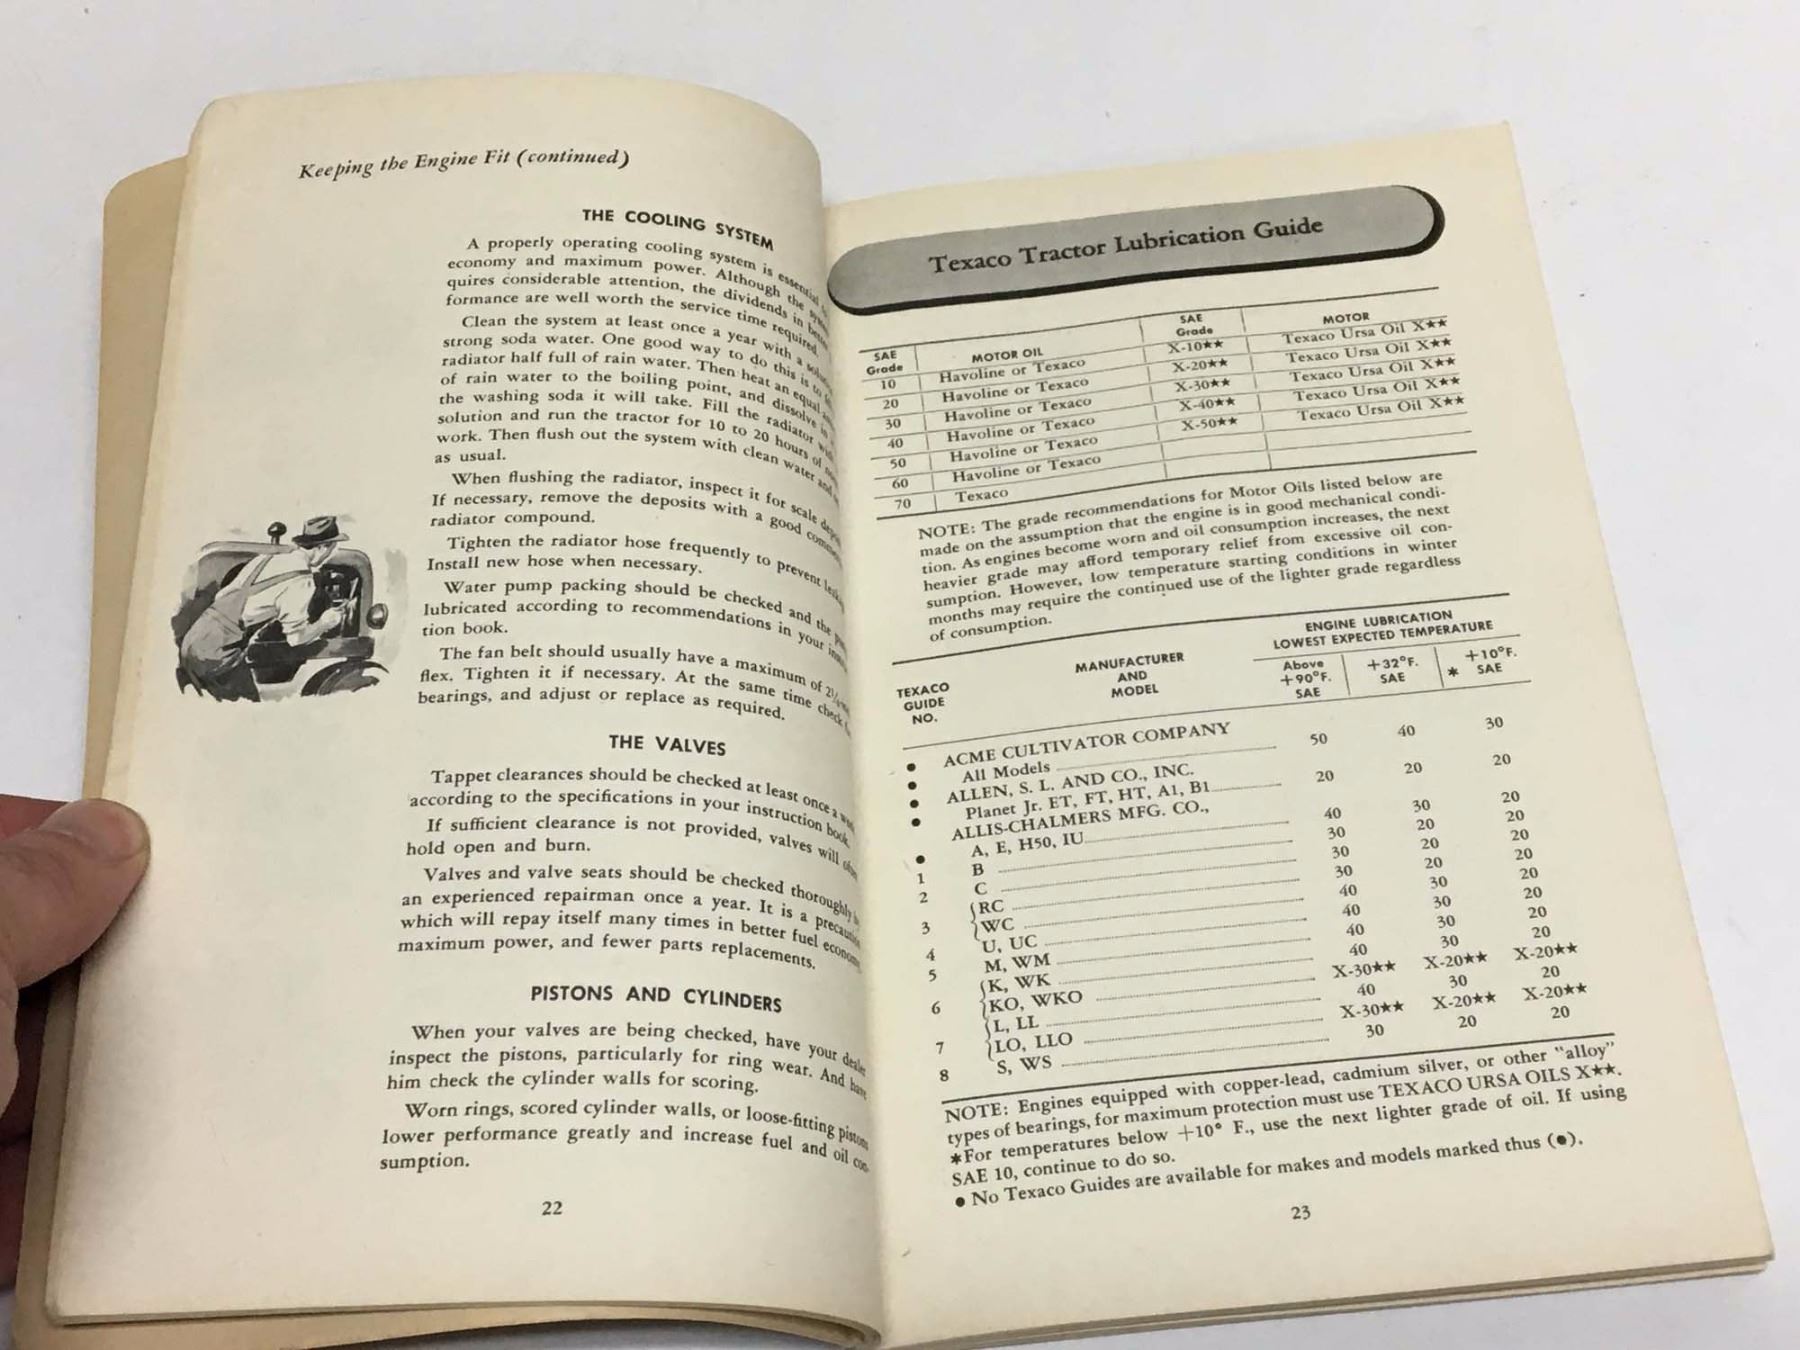 Keeping the Engine Fit (continued)
THE COOLING SYSTEM
A properly operating cooling system is essential to
economy and maximum power. Although the system
quires considerable attention, the dividends in better
formance are well worth the service time required.
Clean the system at least once a year with a
strong soda water. One good way to do this is to
radiator half full of rain water. Then heat an equal
of rain water to the boiling point, and dissolve in
the washing soda it will take. Fill the radiator with
solution and run the tractor for 10 to 20 hours of
work. Then flush out the system with clean water and
as usual.
When flushing the radiator, inspect it for scale
If necessary, remove the deposits with a good
radiator compound.
Tighten the radiator hose frequently to prevent
Install new hose when necessary.
Water pump packing should be checked and the
lubricated according to recommendations in your
tion book.
The fan belt should usually have a maximum of
flex. Tighten it if necessary. At the same time check
bearings, and adjust or replace as required.
THE VALVES
Tappet clearances should be checked at least once a
according to the specifications in your instruction book.
If sufficient clearance is not provided, valves will
hold open and burn.
Valves and valve seats should be checked thoroughly
an experienced repairman once a year. It is a
which will repay itself many times in better fuel
maximum power, and fewer parts replacements.
PISTONS AND CYLINDERS
When your valves are being checked, have your dealer
inspect the pistons, particularly for ring wear. And have
him check the cylinder walls for scoring.
Worn rings, scored cylinder walls, or loose-fitting pistons
lower performance greatly and increase fuel and oil con-
sumption.
22
Texaco Tractor Lubrication Guide
SAE Grade MOTOR OIL SAE Grade MOTOR
10 Havoline or Texaco X-10★★ Texaco Ursa Oil X★★
20 Havoline or Texaco X-20★★ Texaco Ursa Oil X★★
30 Havoline or Texaco X-30★★ Texaco Ursa Oil X★★
40 Havoline or Texaco X-40★★ Texaco Ursa Oil X★★
50 Havoline or Texaco X-50★★ Texaco Ursa Oil X★★
60 Havoline or Texaco
70 Texaco
NOTE: The grade recommendations for Motor Oils listed below are
made on the assumption that the engine is in good mechanical condi-
tion. As engines become worn and oil consumption increases, the next
heavier grade may afford temporary relief from excessive oil con-
sumption. However, low temperature starting conditions in winter
months may require the continued use of the lighter grade regardless
of consumption.
ENGINE LUBRICATION
LOWEST EXPECTED TEMPERATURE
TEXACO GUIDE NO. MANUFACTURER AND MODEL Above +90°F. SAE +32°F. SAE * +10°F. SAE
● ACME CULTIVATOR COMPANY
● All Models 50 40 30
● ALLEN, S. L. AND CO., INC.
● Planet Jr. ET, FT, HT, A1, B1 20 20 20
ALLIS-CHALMERS MFG. CO.,
● A, E, H50, IU 40 30 20
1 B 30 20 20
2 C 30 20 20
3 {RC 30 20 20
WC 40 30 20
4 U, UC 40 30 20
5 M, WM 40 30 20
6 {K, WK 40 30 20
KO, WKO X-30★★ X-20★★ X-20★★
7 {L, LL 40 30 20
LO, LLO X-30★★ X-20★★ X-20★★
8 S, WS 30 20 20
NOTE: Engines equipped with copper-lead, cadmium silver, or other "alloy"
types of bearings, for maximum protection must use TEXACO URSA OILS X★★.
*For temperatures below +10° F., use the next lighter grade of oil. If using
SAE 10, continue to do so.
● No Texaco Guides are available for makes and models marked thus (●).
23